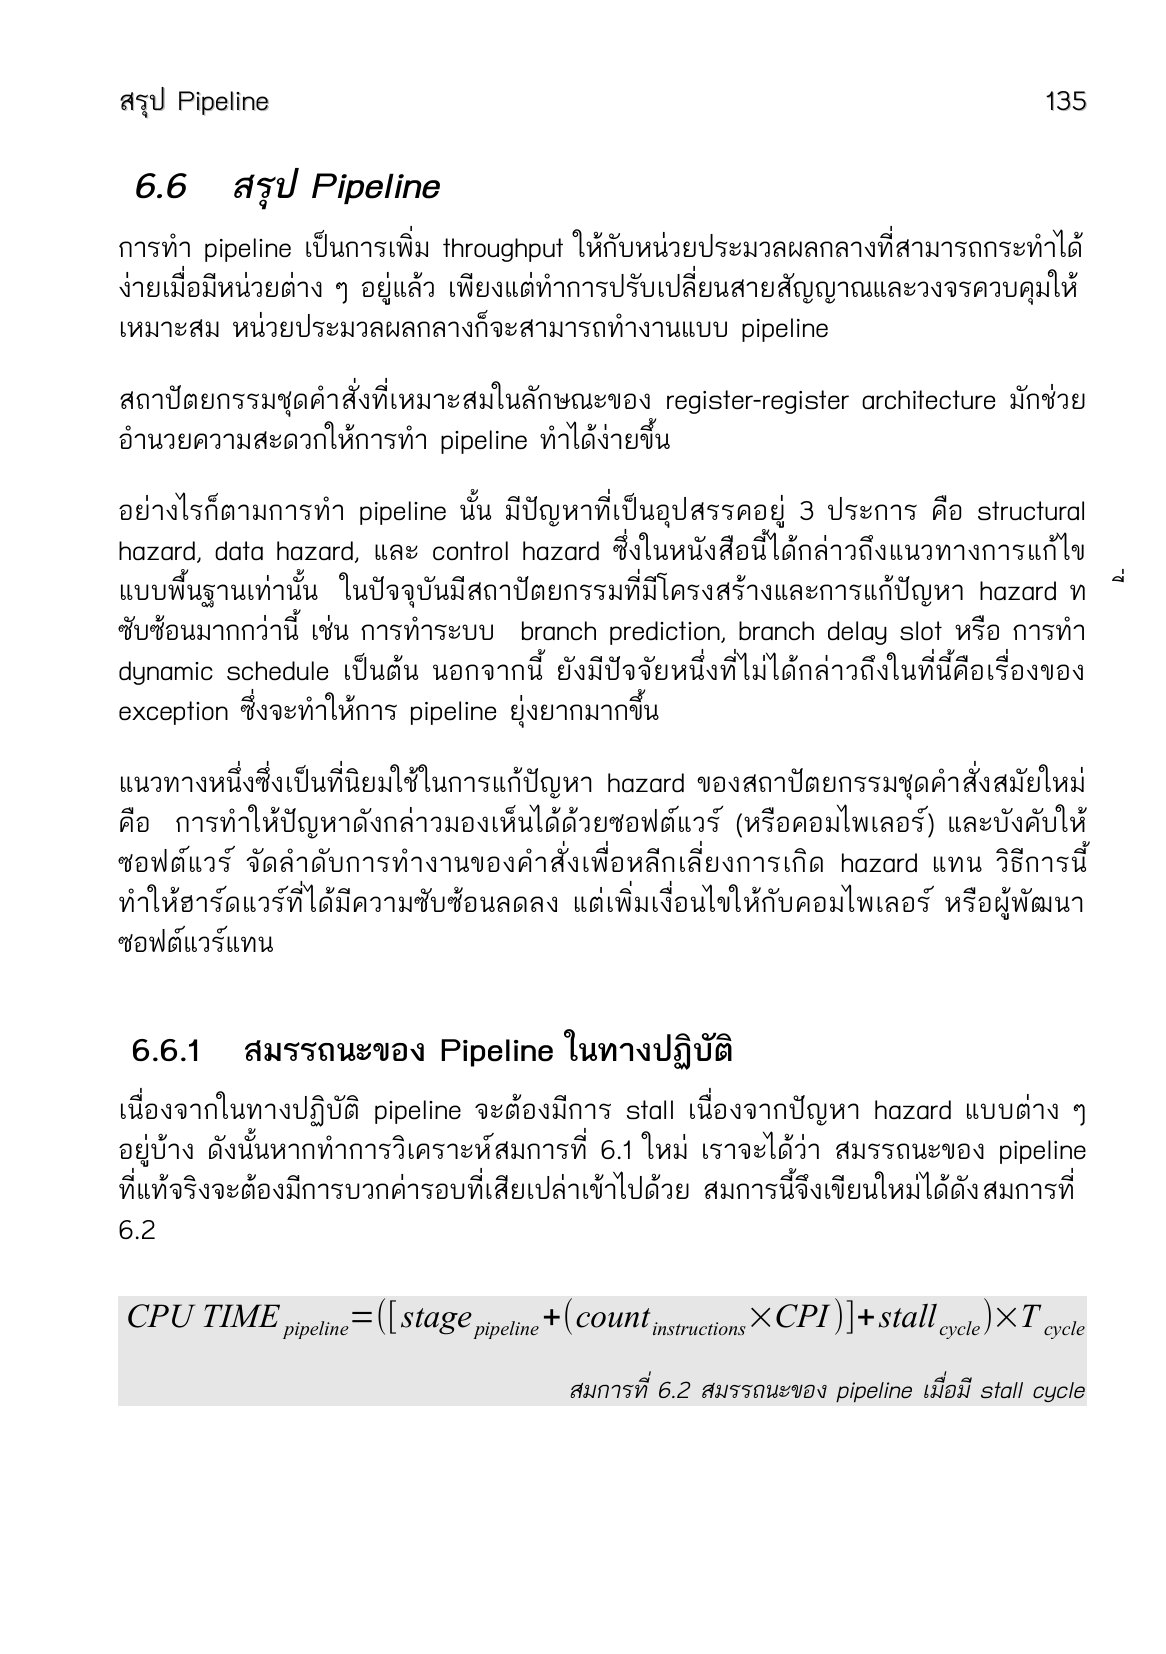 สรุป Pipeline 135
6.6 สรุป Pipeline
การทำ pipeline เป็นการเพิ่ม throughput ให้กับหน่วยประมวลผลกลางที่สามารถกระทำได้
ง่ายเมื่อมีหน่วยต่าง ๆ อยู่แล้ว เพียงแต่ทำการปรับเปลี่ยนสายสัญญาณและวงจรควบคุมให้
เหมาะสม หน่วยประมวลผลกลางก็จะสามารถทำงานแบบ pipeline
สถาปัตยกรรมชุดคำสั่งที่เหมาะสมในลักษณะของ register-register architecture มักช่วย
อำนวยความสะดวกให้การทำ pipeline ทำได้ง่ายขึ้น
อย่างไรก็ตามการทำ pipeline นั้น มีปัญหาที่เป็นอุปสรรคอยู่ 3 ประการ คือ structural
hazard, data hazard, และ control hazard ซึ่งในหนังสือนี้ได้กล่าวถึงแนวทางการแก้ไข
แบบพื้นฐานเท่านั้น ในปัจจุบันมีสถาปัตยกรรมที่มีโครงสร้างและการแก้ปัญหา hazard ที่
ซับซ้อนมากกว่านี้ เช่น การทำระบบ branch prediction, branch delay slot หรือ การทำ
dynamic schedule เป็นต้น นอกจากนี้ ยังมีปัจจัยหนึ่งที่ไม่ได้กล่าวถึงในที่นี้คือเรื่องของ
exception ซึ่งจะทำให้การ pipeline ยุ่งยากมากขึ้น
แนวทางหนึ่งซึ่งเป็นที่นิยมใช้ในการแก้ปัญหา hazard ของสถาปัตยกรรมชุดคำสั่งสมัยใหม่
คือ การทำให้ปัญหาดังกล่าวมองเห็นได้ด้วยซอฟต์แวร์ (หรือคอมไพเลอร์) และบังคับให้
ซอฟต์แวร์ จัดลำดับการทำงานของคำสั่งเพื่อหลีกเลี่ยงการเกิด hazard แทน วิธีการนี้
ทำให้ฮาร์ดแวร์ที่ได้มีความซับซ้อนลดลง แต่เพิ่มเงื่อนไขให้กับคอมไพเลอร์ หรือผู้พัฒนา
ซอฟต์แวร์แทน
6.6.1 สมรรถนะของ Pipeline ในทางปฏิบัติ
เนื่องจากในทางปฏิบัติ pipeline จะต้องมีการ stall เนื่องจากปัญหา hazard แบบต่าง ๆ
อยู่บ้าง ดังนั้นหากทำการวิเคราะห์สมการที่ 6.1 ใหม่ เราจะได้ว่า สมรรถนะของ pipeline
ที่แท้จริงจะต้องมีการบวกค่ารอบที่เสียเปล่าเข้าไปด้วย สมการนี้จึงเขียนใหม่ได้ดังสมการที่
6.2
CPU TIME pipeline=([stage pipeline+(count instructions×CPI)]+stall cycle)×T cycle
สมการที่ 6.2 สมรรถนะของ pipeline เมื่อมี stall cycle